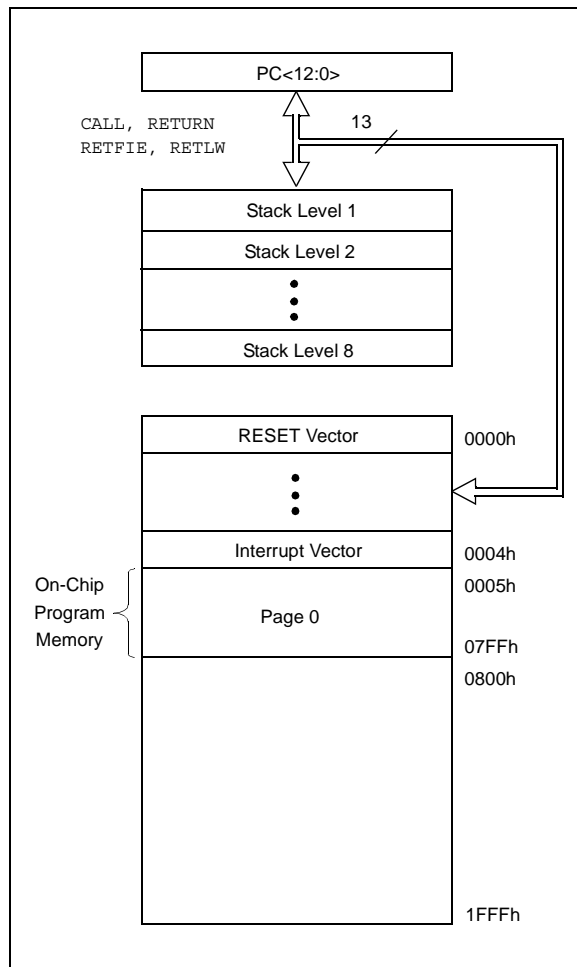 PC<12:0>
CALL, RETURN
RETFIE, RETLW
13
Stack Level 1
Stack Level 2
Stack Level 8
RESET Vector
0000h
Interrupt Vector
0004h
On-Chip
Program
Memory
0005h
Page 0
07FFh
0800h
1FFFh